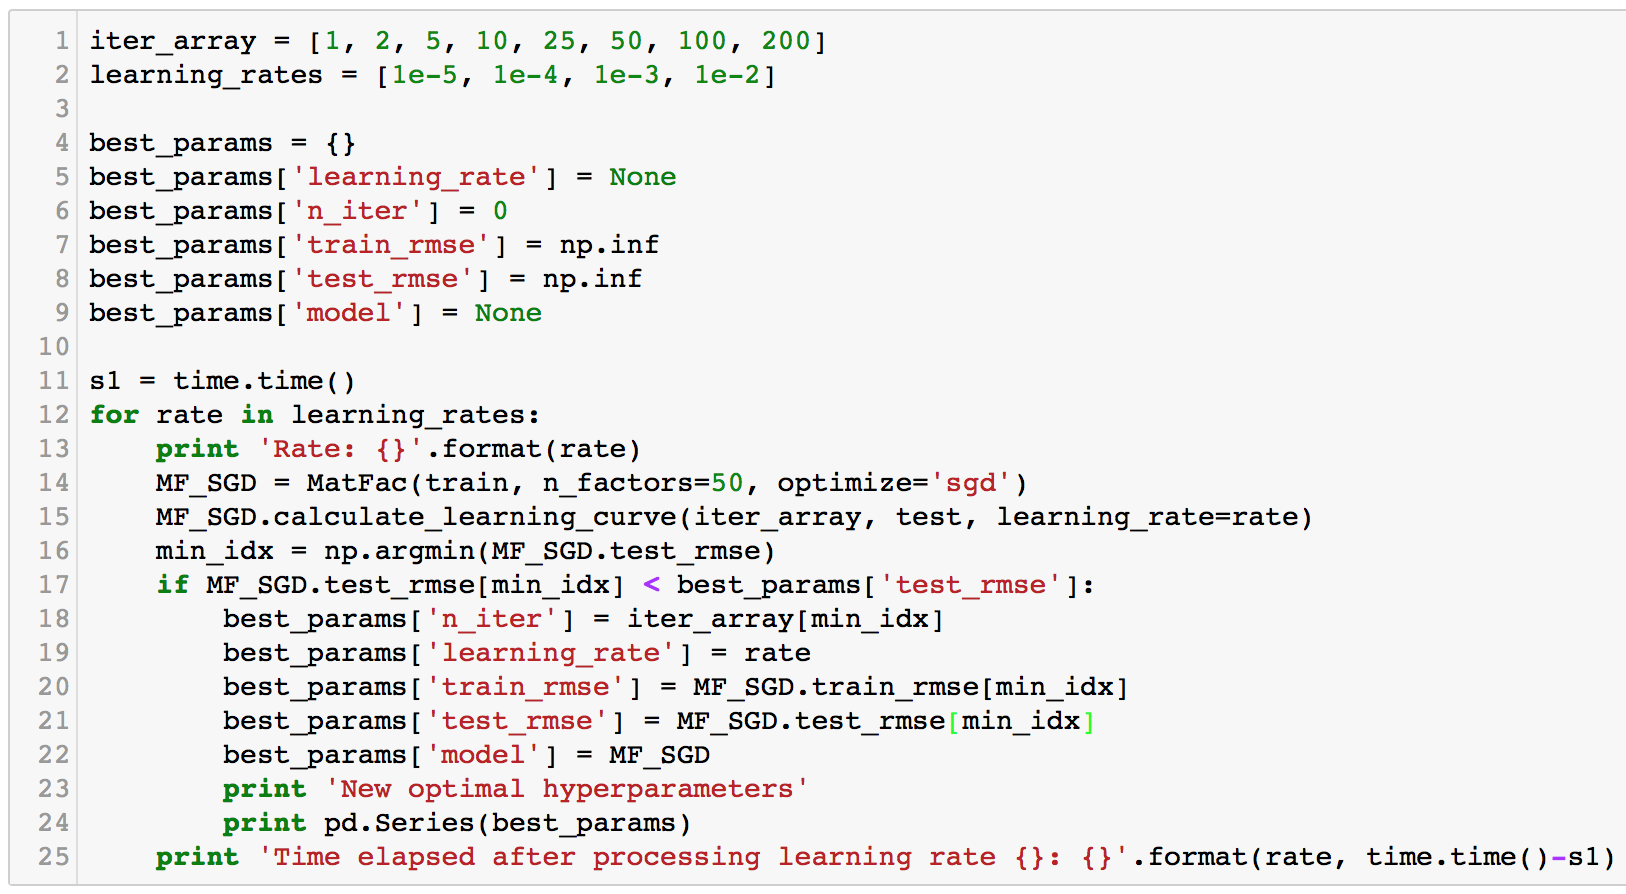 1 iter_array = [1, 2, 5, 10, 25, 50, 100, 200]
2 learning_rates = [1e-5, 1e-4, 1e-3, 1e-2]
3
4 best_params = {}
5 best_params['learning_rate'] = None
6 best_params['n_iter'] = 0
7 best_params['train_rmse'] = np.inf
8 best_params['test_rmse'] = np.inf
9 best_params['model'] = None
10
11 s1 = time.time()
12 for rate in learning_rates:
13     print 'Rate: {}'.format(rate)
14     MF_SGD = MatFac(train, n_factors=50, optimize='sgd')
15     MF_SGD.calculate_learning_curve(iter_array, test, learning_rate=rate)
16     min_idx = np.argmin(MF_SGD.test_rmse)
17     if MF_SGD.test_rmse[min_idx] < best_params['test_rmse']:
18         best_params['n_iter'] = iter_array[min_idx]
19         best_params['learning_rate'] = rate
20         best_params['train_rmse'] = MF_SGD.train_rmse[min_idx]
21         best_params['test_rmse'] = MF_SGD.test_rmse[min_idx]
22         best_params['model'] = MF_SGD
23         print 'New optimal hyperparameters'
24         print pd.Series(best_params)
25     print 'Time elapsed after processing learning rate {}: {}'.format(rate, time.time()-s1)